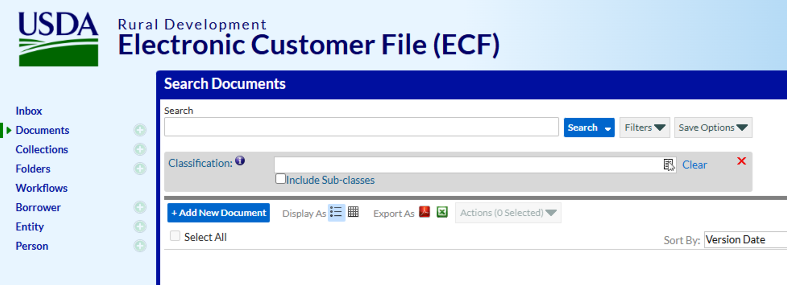 USDA
Rural Development
Electronic Customer File (ECF)
Search Documents
Inbox
Documents
Collections
Folders
Workflows
Borrower
Entity
Person
Search
Search
Filters
Save Options
Classification:
Clear
Include Sub-classes
+ Add New Document
Display As
Export As
Actions (0 Selected)
Select All
Sort By:
Version Date